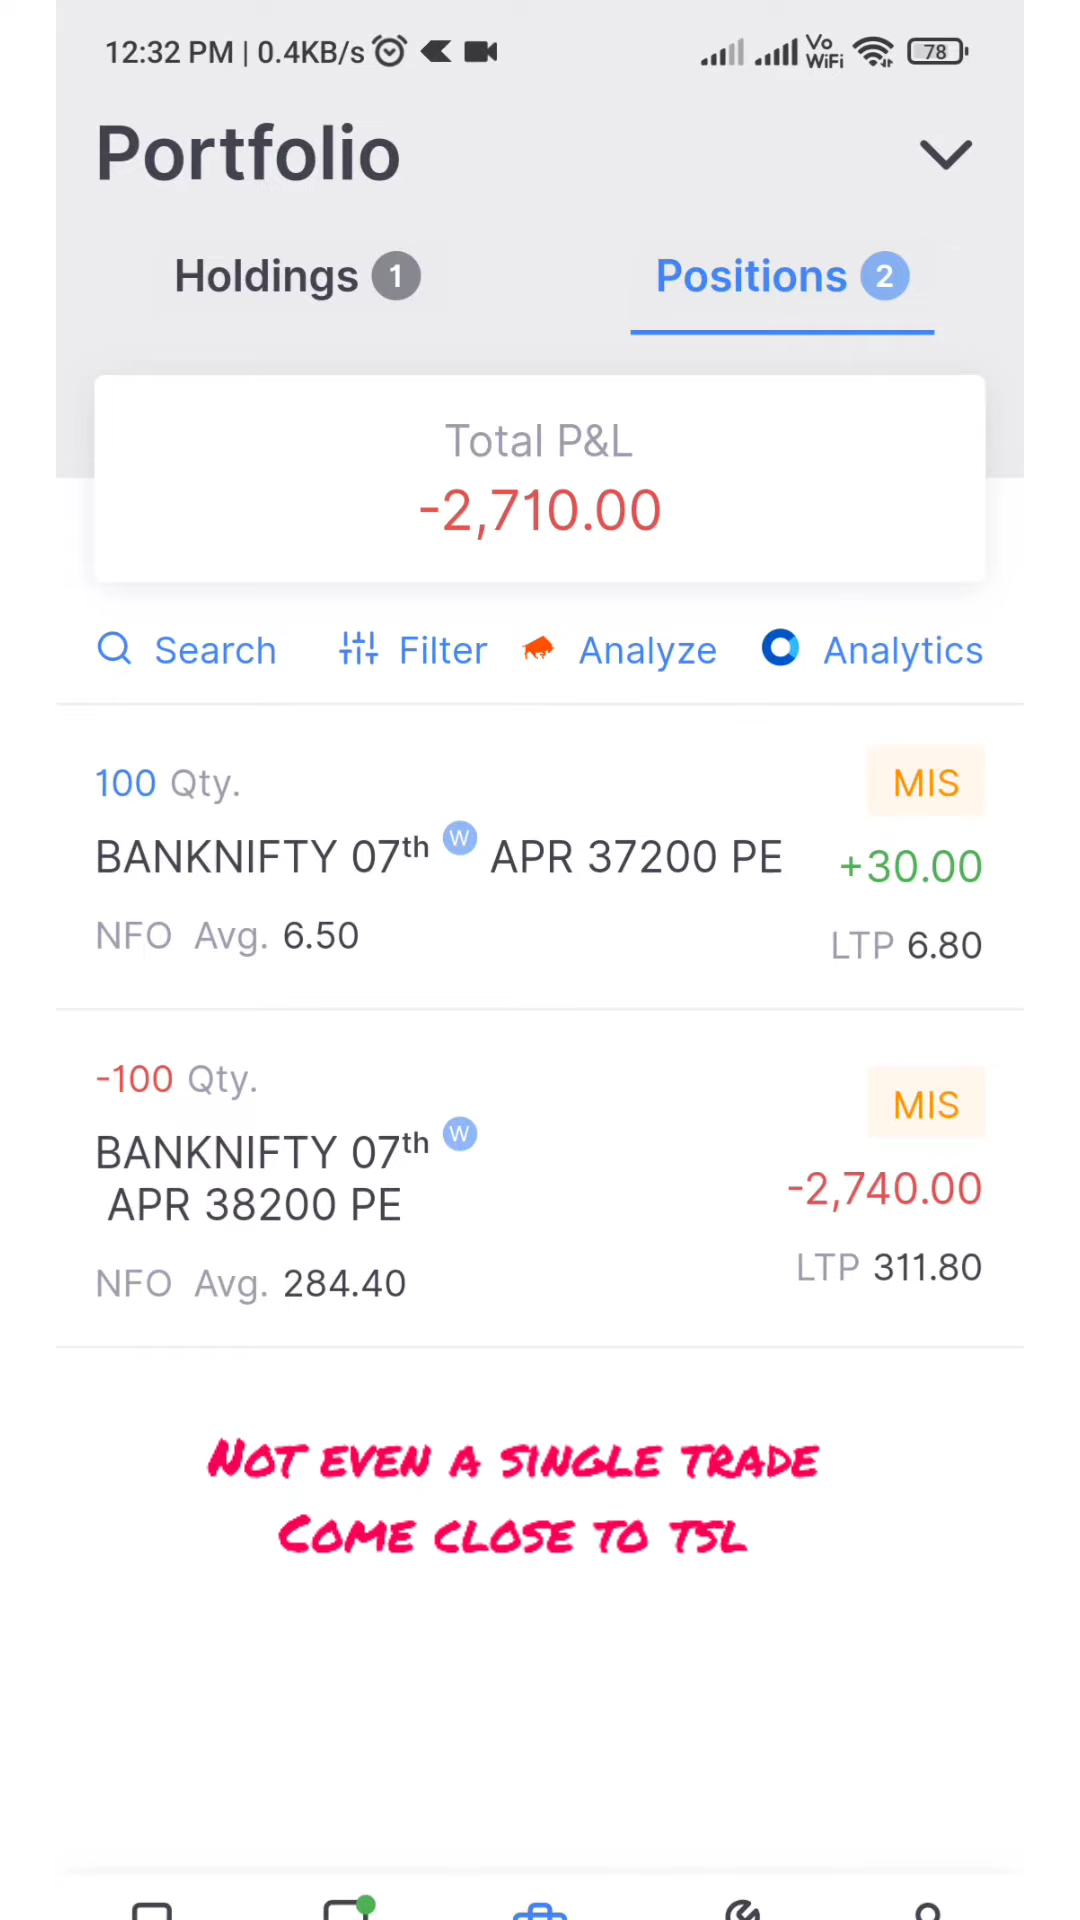 12:32 PM | 0.4KB/s Vo WiFi 78
Portfolio
Holdings 1 Positions 2
Total P&L
-2,710.00
Search Filter Analyze Analytics
100 Qty. MIS
BANKNIFTY 07th W APR 37200 PE +30.00
NFO Avg. 6.50 LTP 6.80
-100 Qty. MIS
BANKNIFTY 07th W
APR 38200 PE -2,740.00
NFO Avg. 284.40 LTP 311.80
NOT EVEN A SINGLE TRADE
COME CLOSE TO TSL